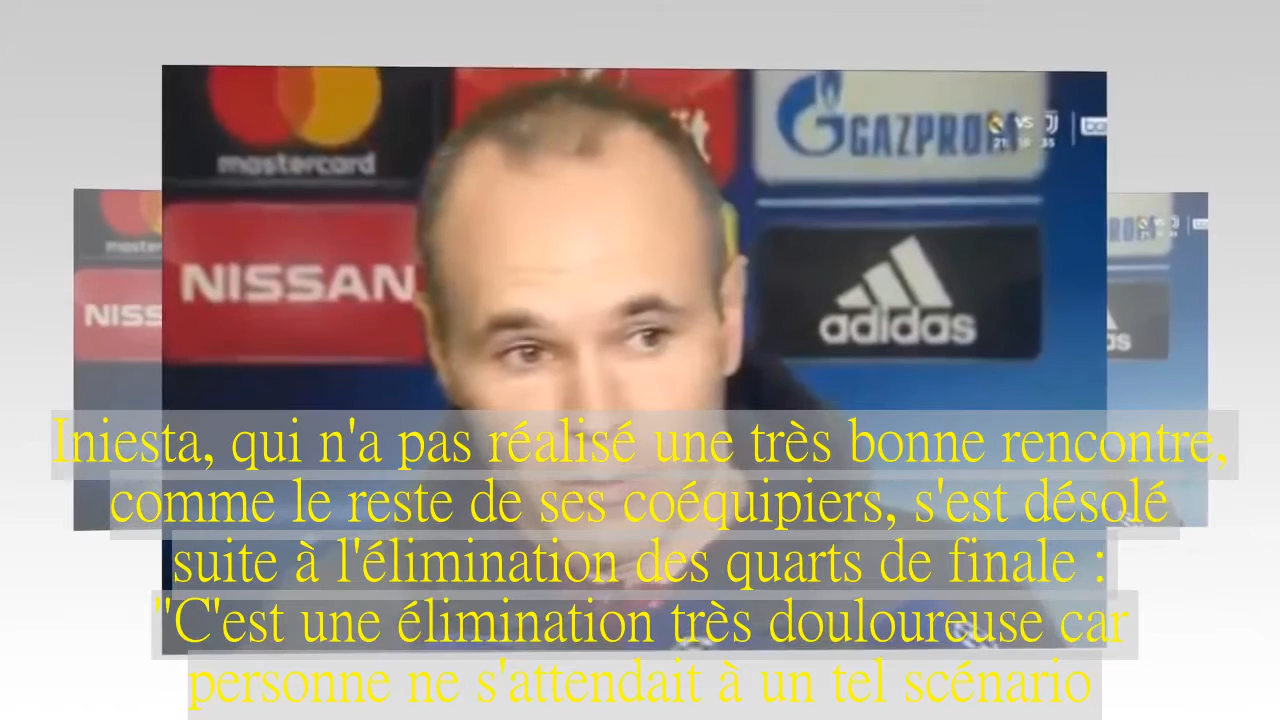 mastercard
GAZPROM
VS
NISSAN
adidas
NISS
Iniesta, qui n'a pas réalisé une très bonne rencontre,
comme le reste de ses coéquipiers, s'est désolé
suite à l'élimination des quarts de finale :
"C'est une élimination très douloureuse car
personne ne s'attendait à un tel scénario